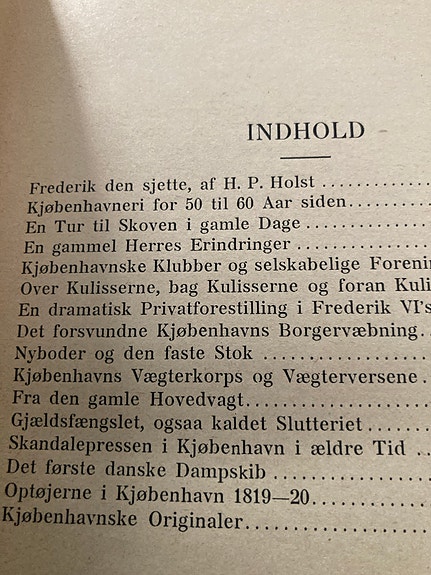 INDHOLD
Frederik den sjette, af H. P. Holst
Kjøbenhavneri for 50 til 60 Aar siden
En Tur til Skoven i gamle Dage
En gammel Herres Erindringer
Kjøbenhavnske Klubber og selskabelige Foreni
Over Kulisserne, bag Kulisserne og foran Kuli
En dramatisk Privatforestilling i Frederik VI's
Det forsvundne Kjøbenhavns Borgervæbning
Nyboder og den faste Stok
Kjøbenhavns Vægterkorps og Vægterversene
Fra den gamle Hovedvagt
Gjældsfængslet, ogsaa kaldet Slutteriet
Skandalepressen i Kjøbenhavn i ældre Tid
Det første danske Dampskib
Optøjerne i Kjøbenhavn 1819—20
Kjøbenhavnske Originaler